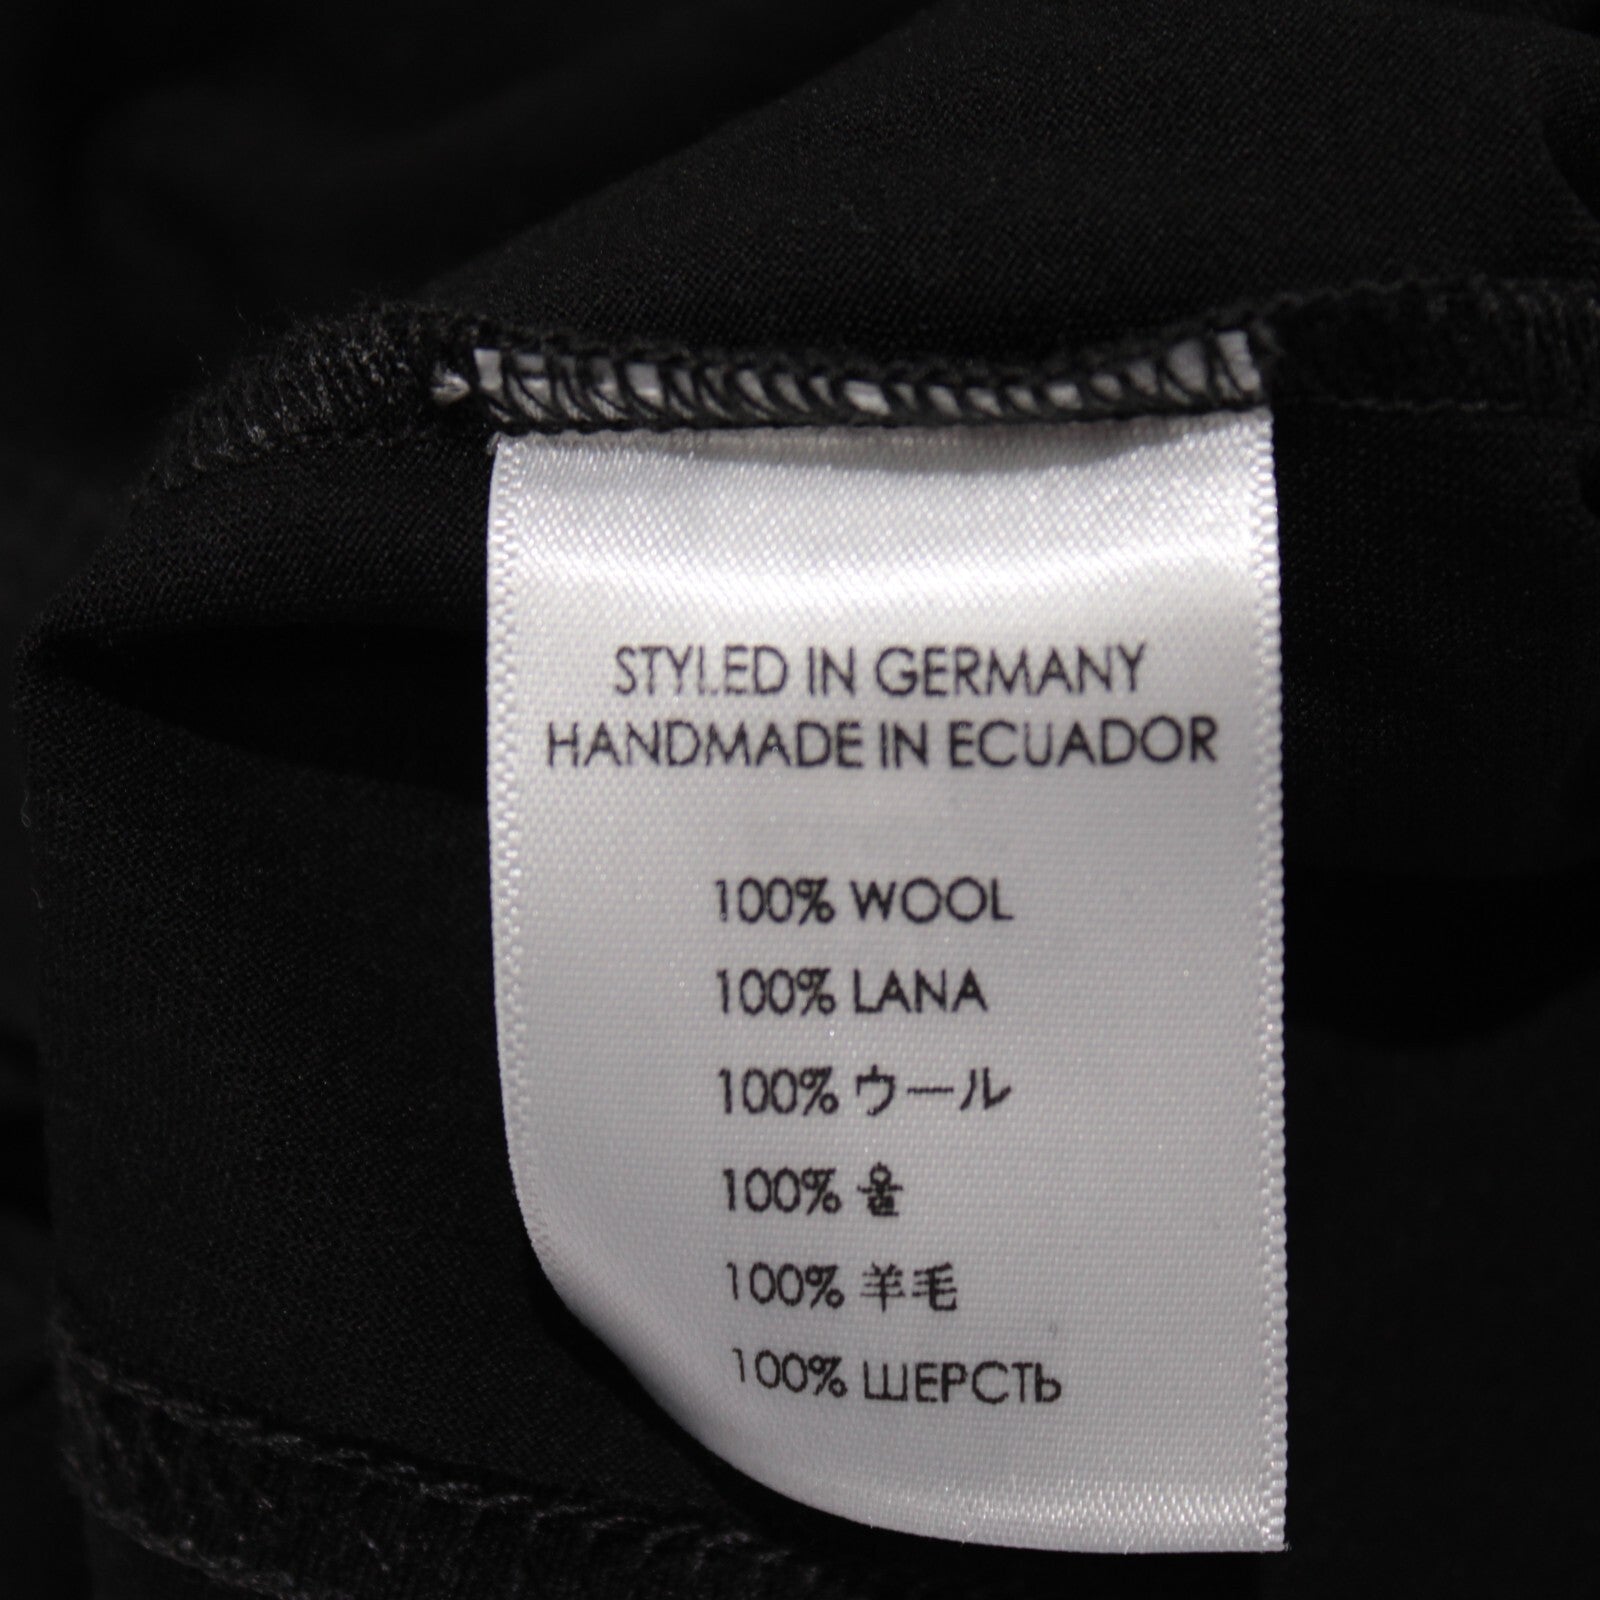 STYLED IN GERMANY
HANDMADE IN ECUADOR
100% WOOL
100% LANA
100% ウール
100% 울
100% 羊毛
100% ШЕРСТЬ